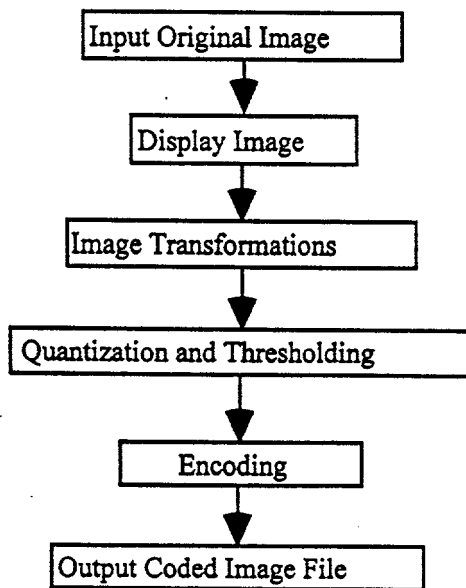 Input Original Image
Display Image
Image Transformations
Quantization and Thresholding
Encoding
Output Coded Image File